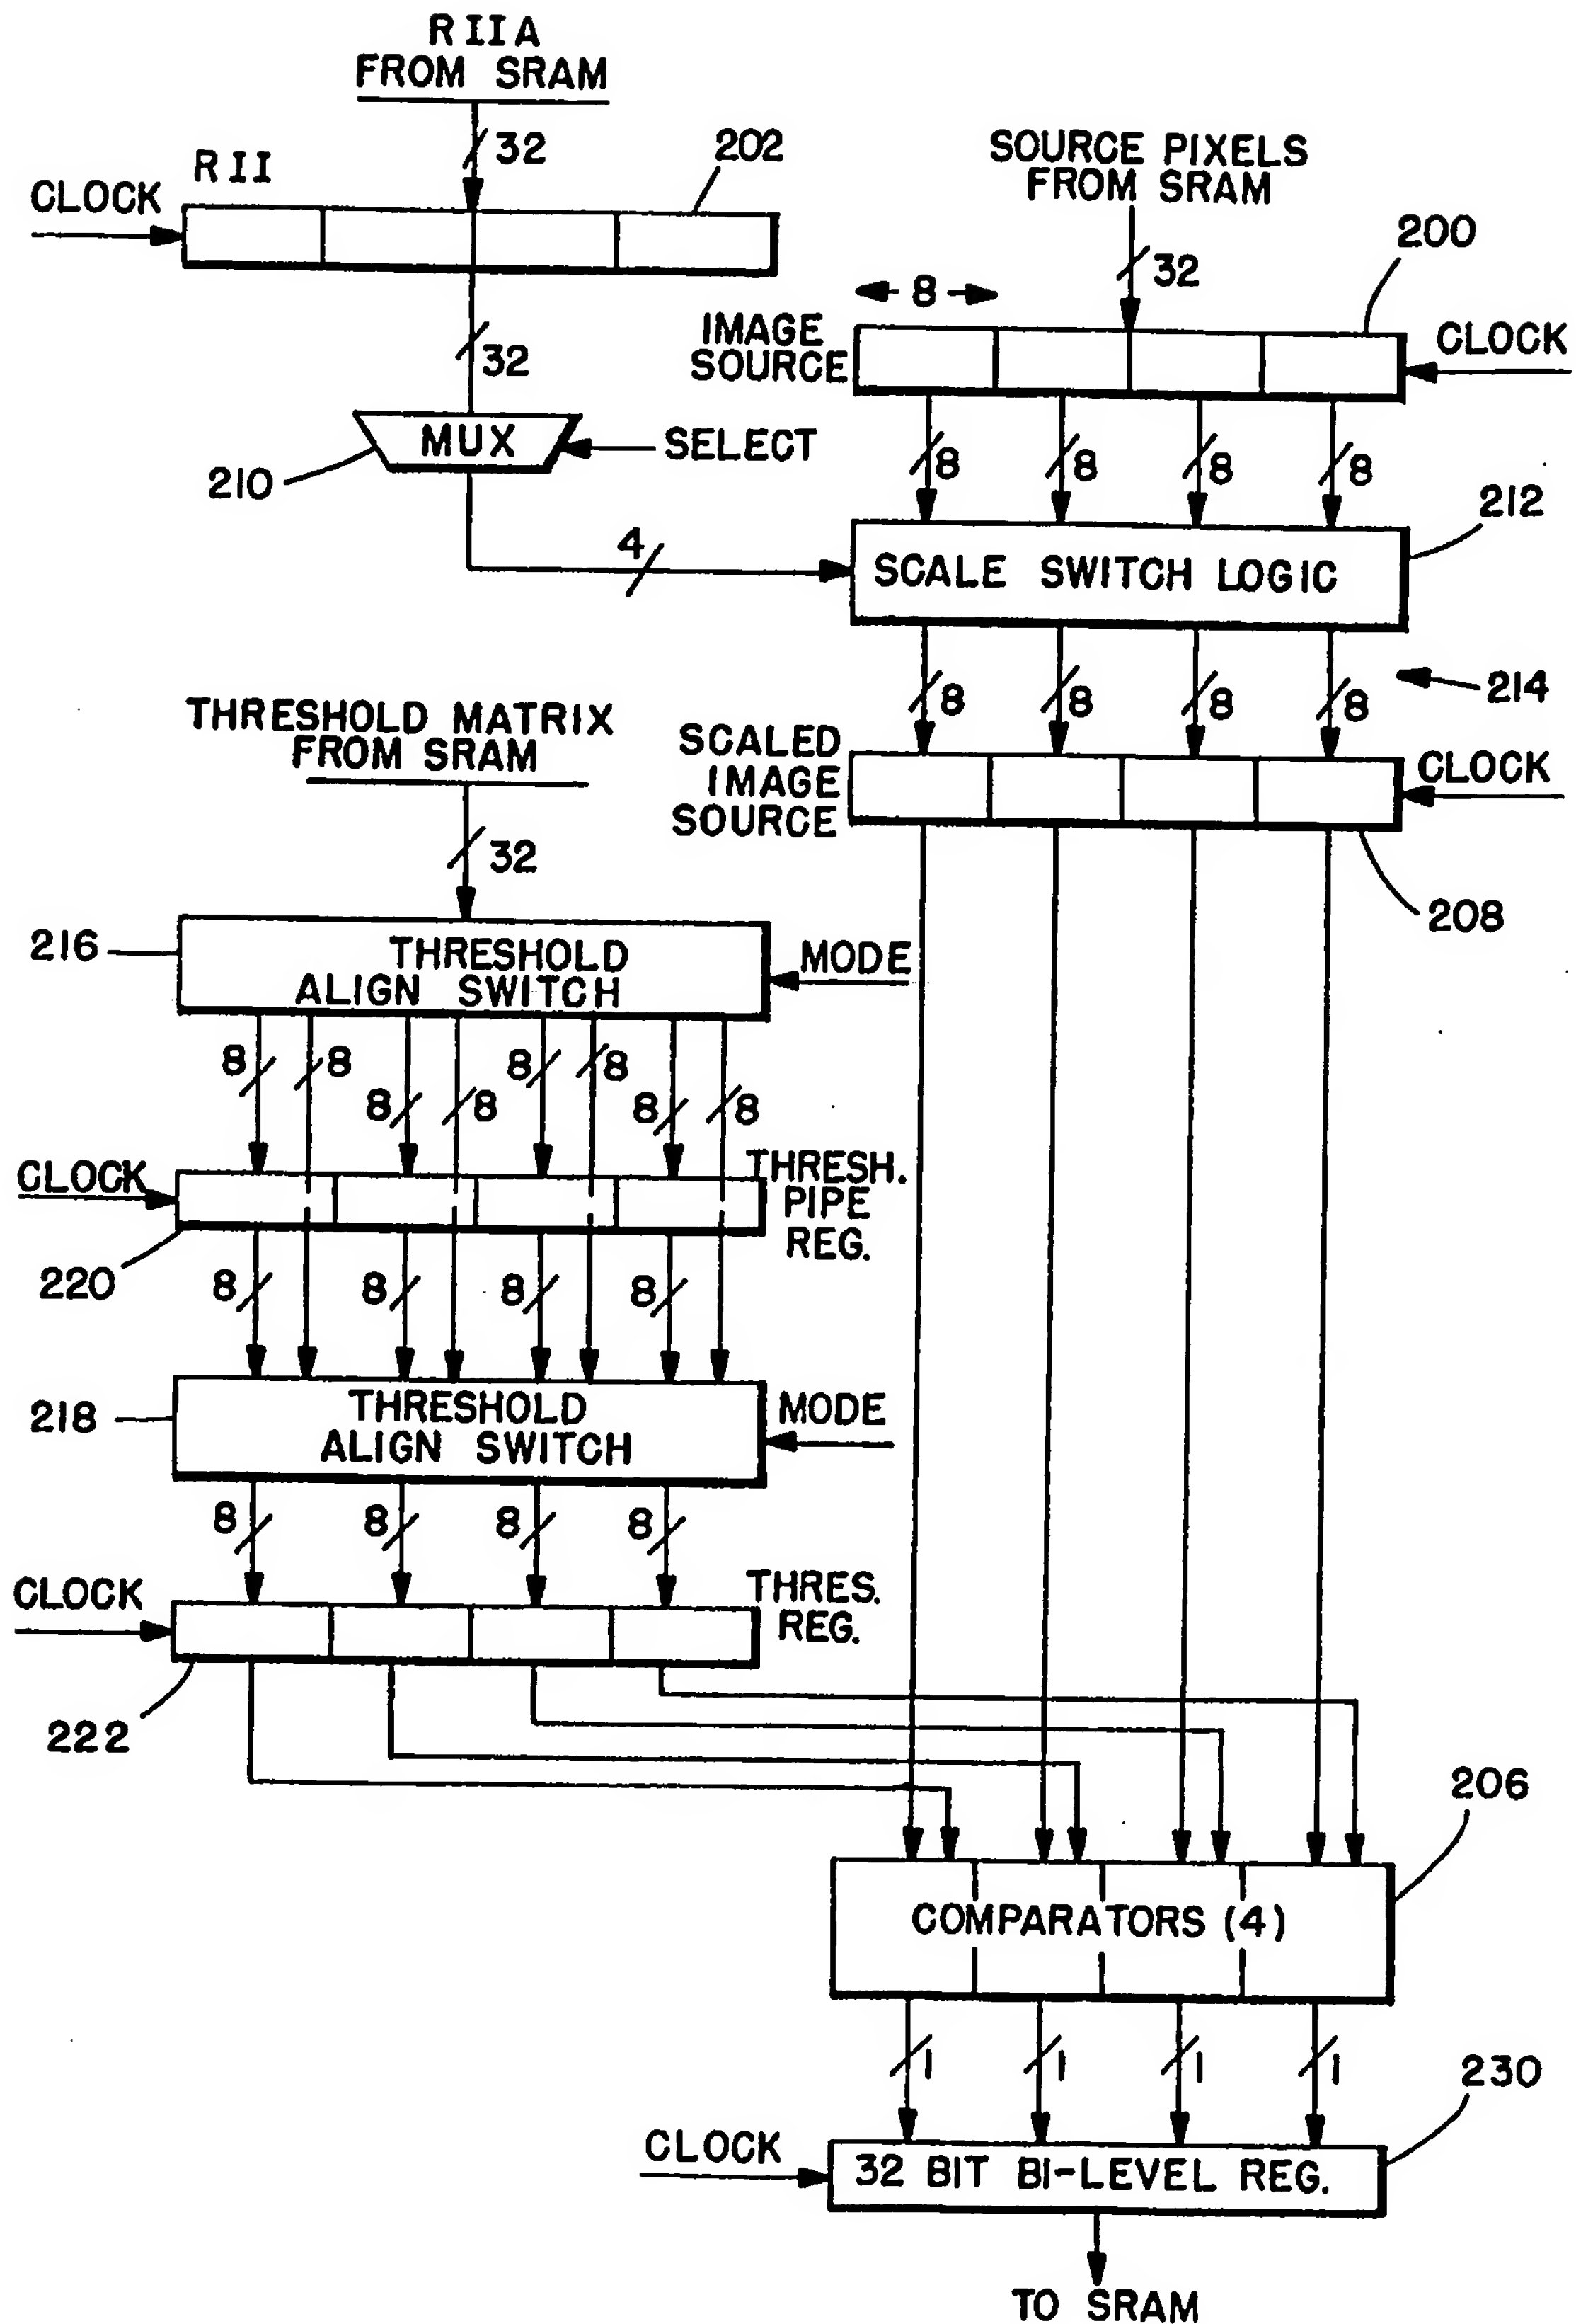 RIIA
FROM SRAM
32
RII
202
CLOCK
SOURCE PIXELS
FROM SRAM
32
200
8
IMAGE
SOURCE
CLOCK
32
MUX
SELECT
210
8 8 8 8
212
4
SCALE SWITCH LOGIC
8 8 8 8
214
THRESHOLD MATRIX
FROM SRAM
SCALED
IMAGE
SOURCE
CLOCK
32
208
216
THRESHOLD
ALIGN SWITCH
MODE
8 8 8 8
8 8 8 8
CLOCK
THRESH.
PIPE
REG.
220
8 8 8 8
218
THRESHOLD
ALIGN SWITCH
MODE
8 8 8 8
CLOCK
THRES.
REG.
222
206
COMPARATORS (4)
1 1 1 1
230
CLOCK
32 BIT BI-LEVEL REG.
TO SRAM